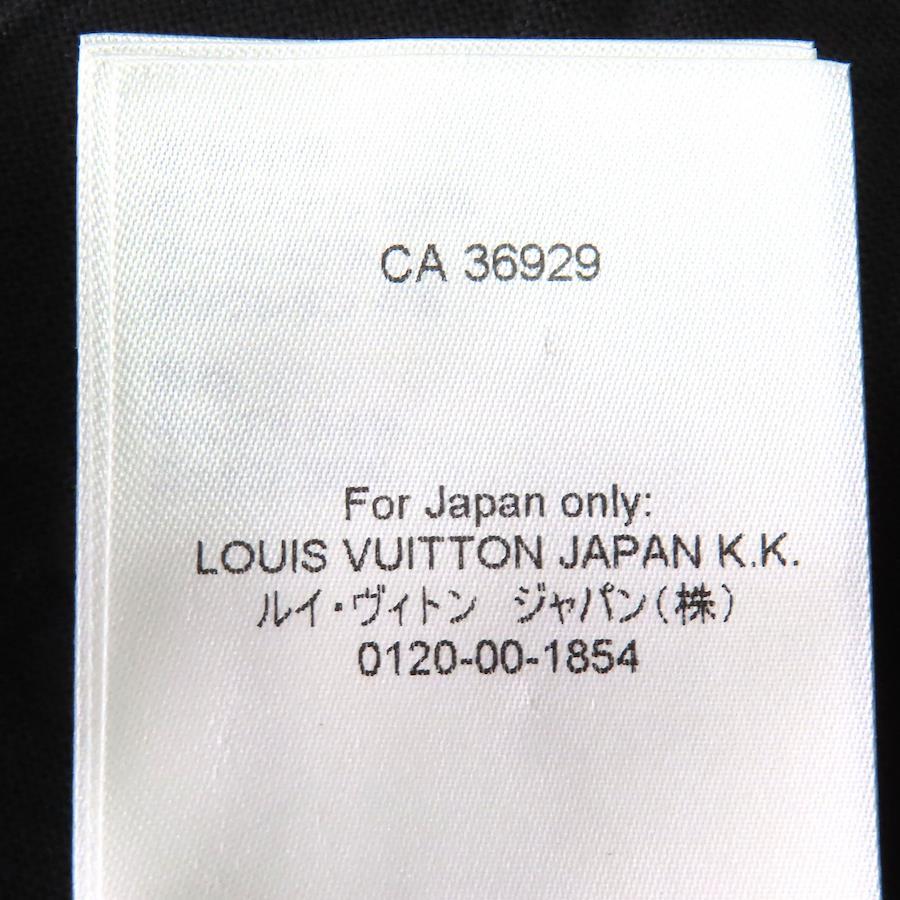 CA 36929
For Japan only:
LOUIS VUITTON JAPAN K.K.
ルイ・ヴィトン ジャパン(株)
0120-00-1854